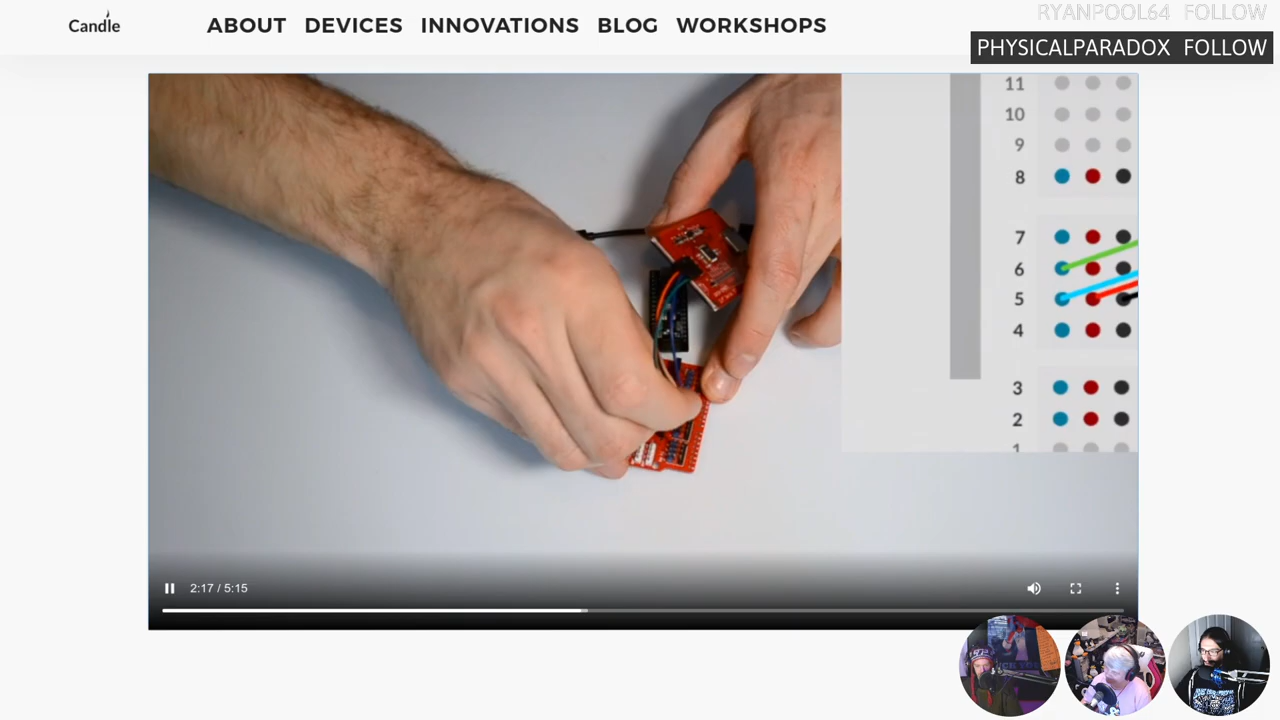 Candle
ABOUT DEVICES INNOVATIONS BLOG WORKSHOPS
RYANPOOL64 FOLLOW
PHYSICALPARADOX FOLLOW
11
10
9
8
7
6
5
4
3
2
1
2:17 / 5:15